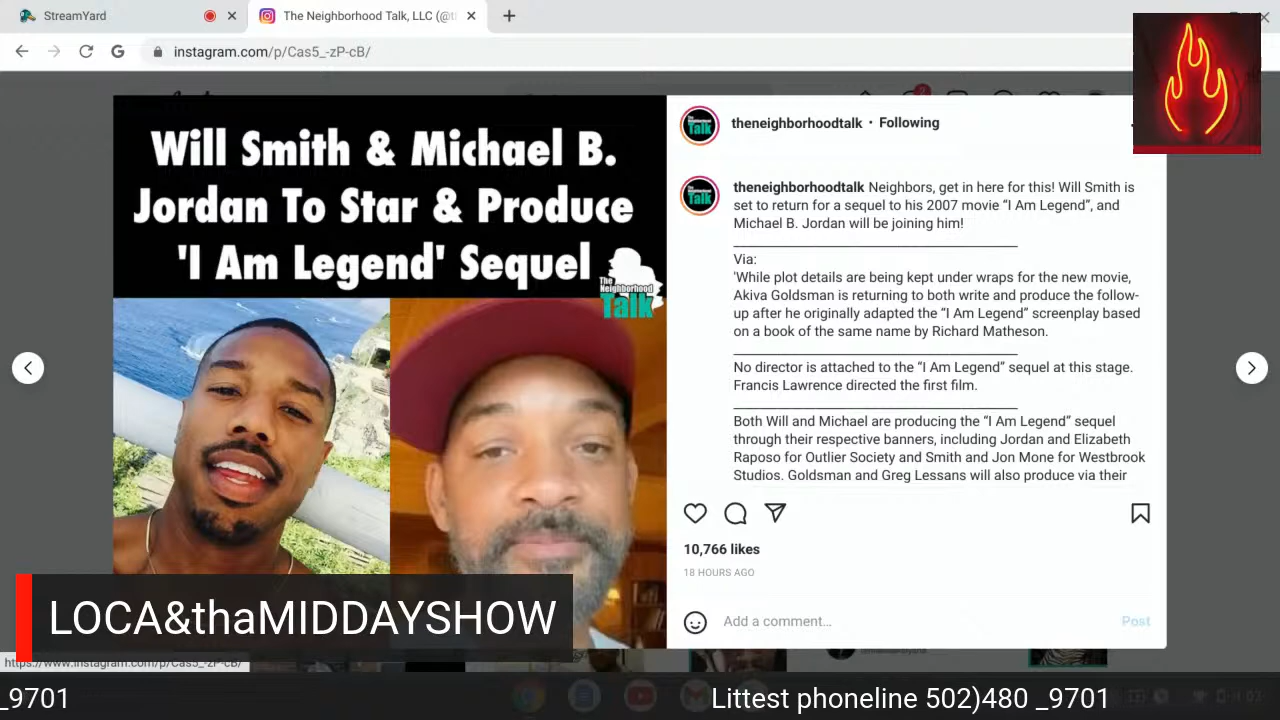 StreamYard
The Neighborhood Talk, LLC (@t
instagram.com/p/Cas5_-zP-cB/
Will Smith & Michael B.
Jordan To Star & Produce
'I Am Legend' Sequel
The
Neighborhood
Talk
theneighborhoodtalk • Following
theneighborhoodtalk Neighbors, get in here for this! Will Smith is
set to return for a sequel to his 2007 movie “I Am Legend”, and
Michael B. Jordan will be joining him!
Via:
'While plot details are being kept under wraps for the new movie,
Akiva Goldsman is returning to both write and produce the follow-
up after he originally adapted the “I Am Legend” screenplay based
on a book of the same name by Richard Matheson.
No director is attached to the “I Am Legend” sequel at this stage.
Francis Lawrence directed the first film.
Both Will and Michael are producing the “I Am Legend” sequel
through their respective banners, including Jordan and Elizabeth
Raposo for Outlier Society and Smith and Jon Mone for Westbrook
Studios. Goldsman and Greg Lessans will also produce via their
10,766 likes
18 HOURS AGO
Add a comment…
Post
LOCA&thaMIDDAYSHOW
https://www.instagram.com/p/Cas5_-zP-cB/
_9701
Littest phoneline 502)480 _9701